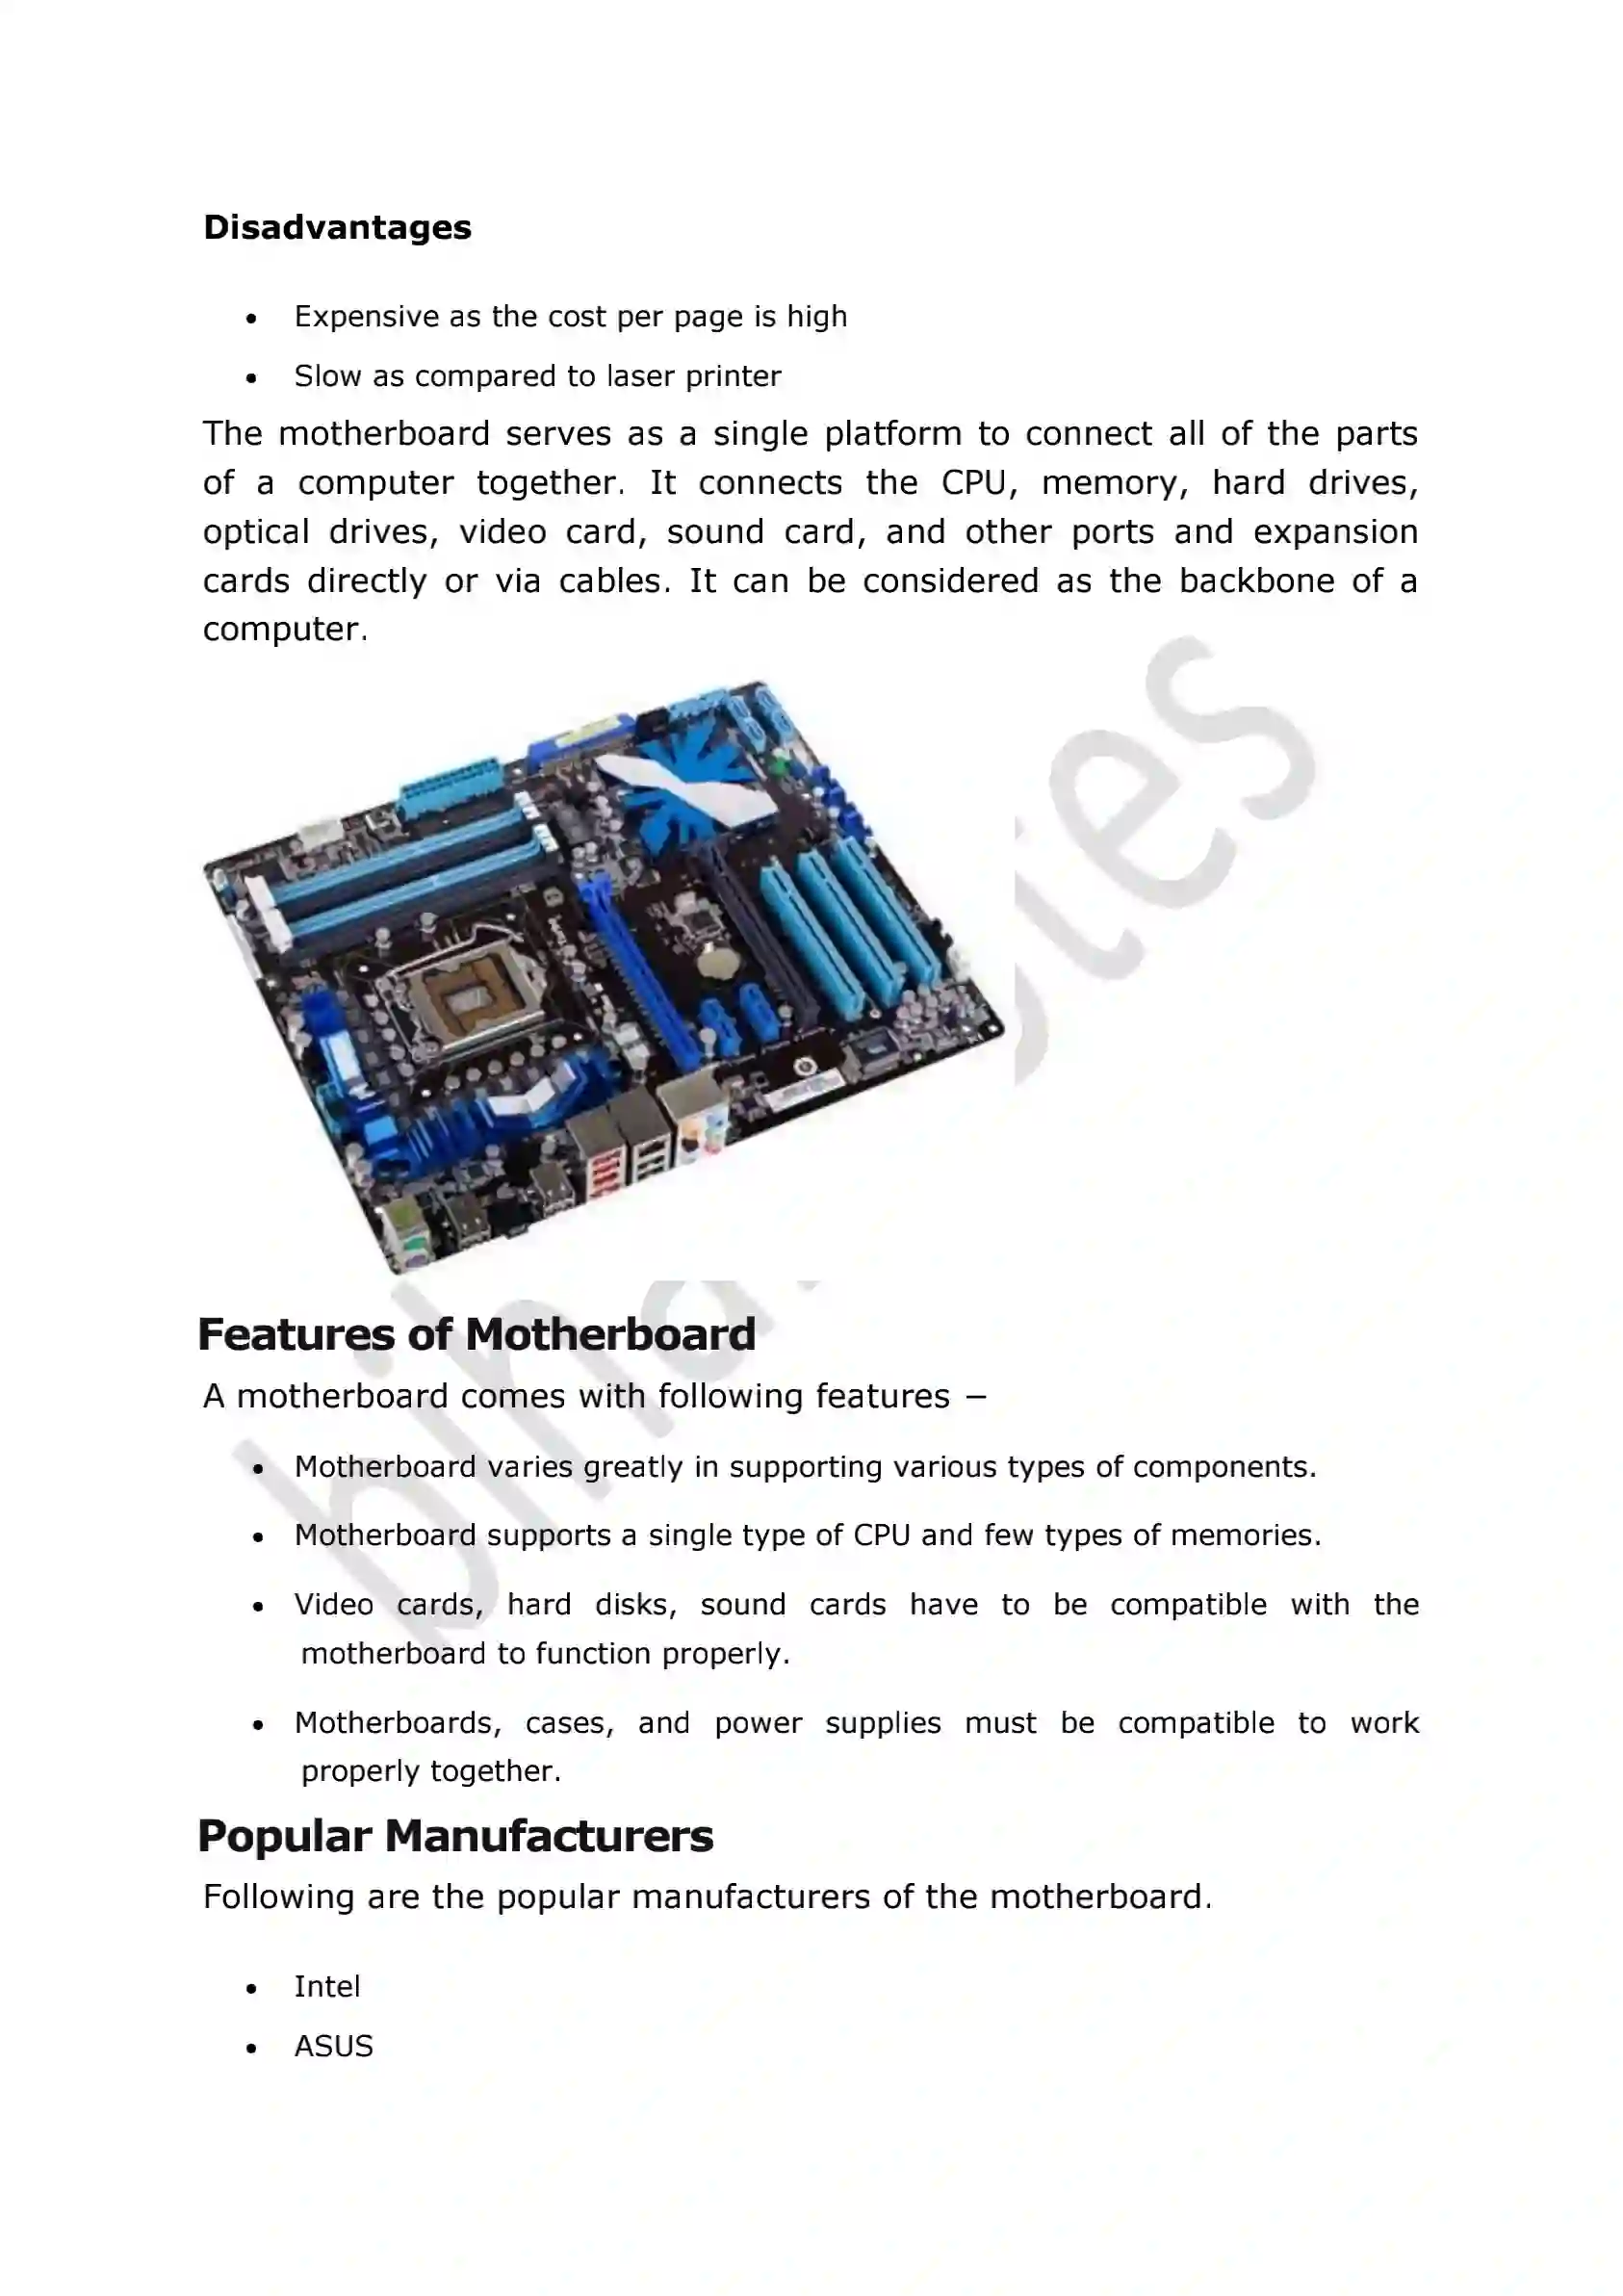 Disadvantages
• Expensive as the cost per page is high
• Slow as compared to laser printer
The motherboard serves as a single platform to connect all of the parts
of a computer together. It connects the CPU, memory, hard drives,
optical drives, video card, sound card, and other ports and expansion
cards directly or via cables. It can be considered as the backbone of a
computer.
Features of Motherboard
A motherboard comes with following features −
• Motherboard varies greatly in supporting various types of components.
• Motherboard supports a single type of CPU and few types of memories.
• Video cards, hard disks, sound cards have to be compatible with the
motherboard to function properly.
• Motherboards, cases, and power supplies must be compatible to work
properly together.
Popular Manufacturers
Following are the popular manufacturers of the motherboard.
• Intel
• ASUS